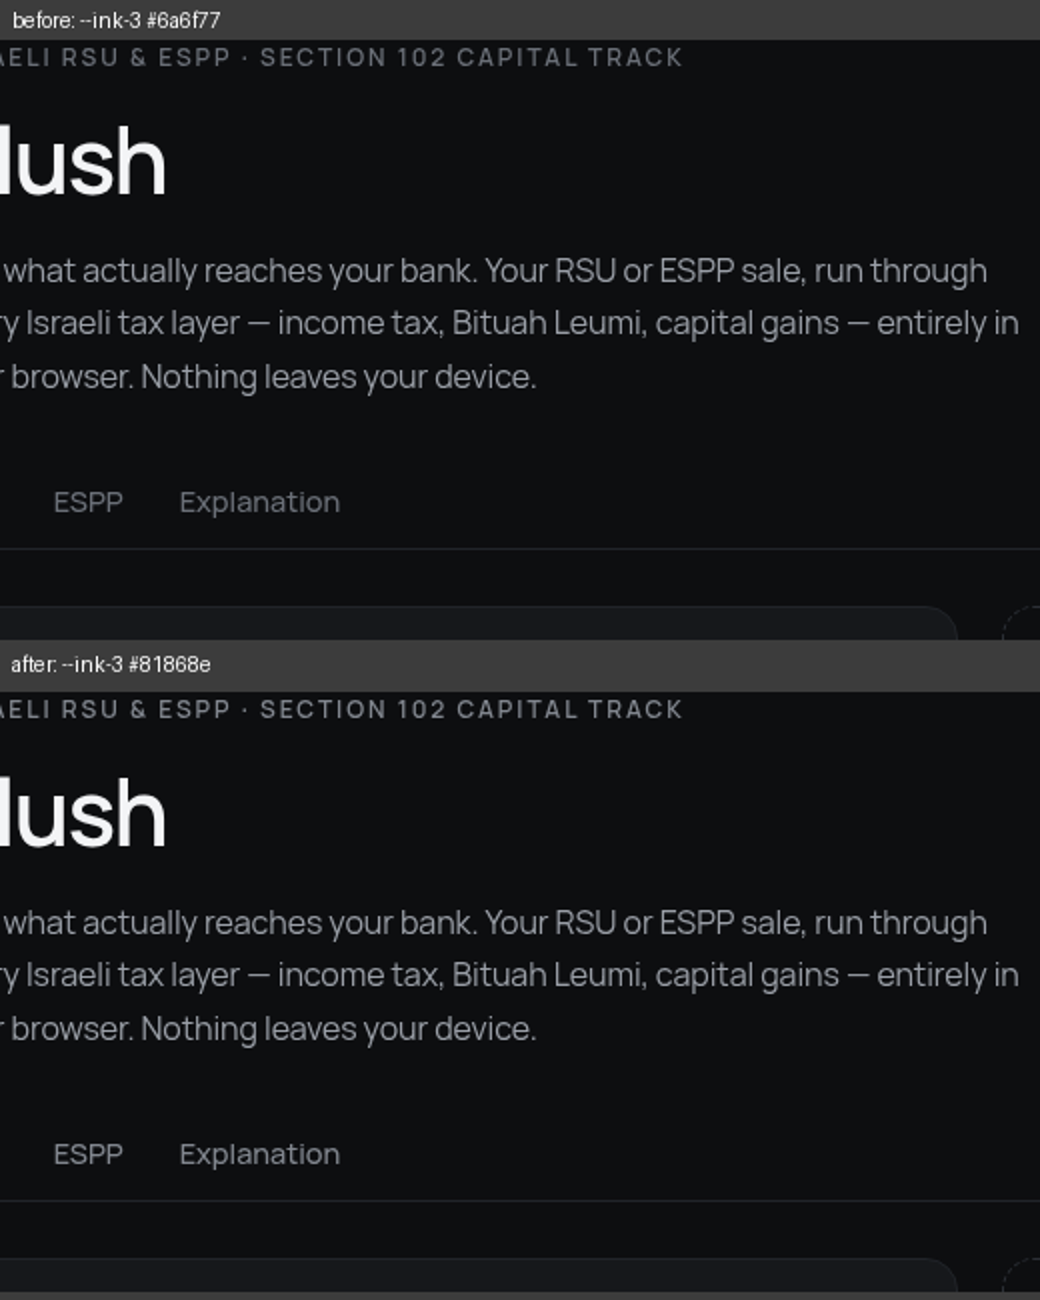 before: --ink-3 #6a6f77
AELI RSU & ESPP · SECTION 102 CAPITAL TRACK
lush
what actually reaches your bank. Your RSU or ESPP sale, run through
ry Israeli tax layer — income tax, Bituah Leumi, capital gains — entirely in
r browser. Nothing leaves your device.
ESPP Explanation
after: --ink-3 #81868e
AELI RSU & ESPP · SECTION 102 CAPITAL TRACK
lush
what actually reaches your bank. Your RSU or ESPP sale, run through
ry Israeli tax layer — income tax, Bituah Leumi, capital gains — entirely in
r browser. Nothing leaves your device.
ESPP Explanation